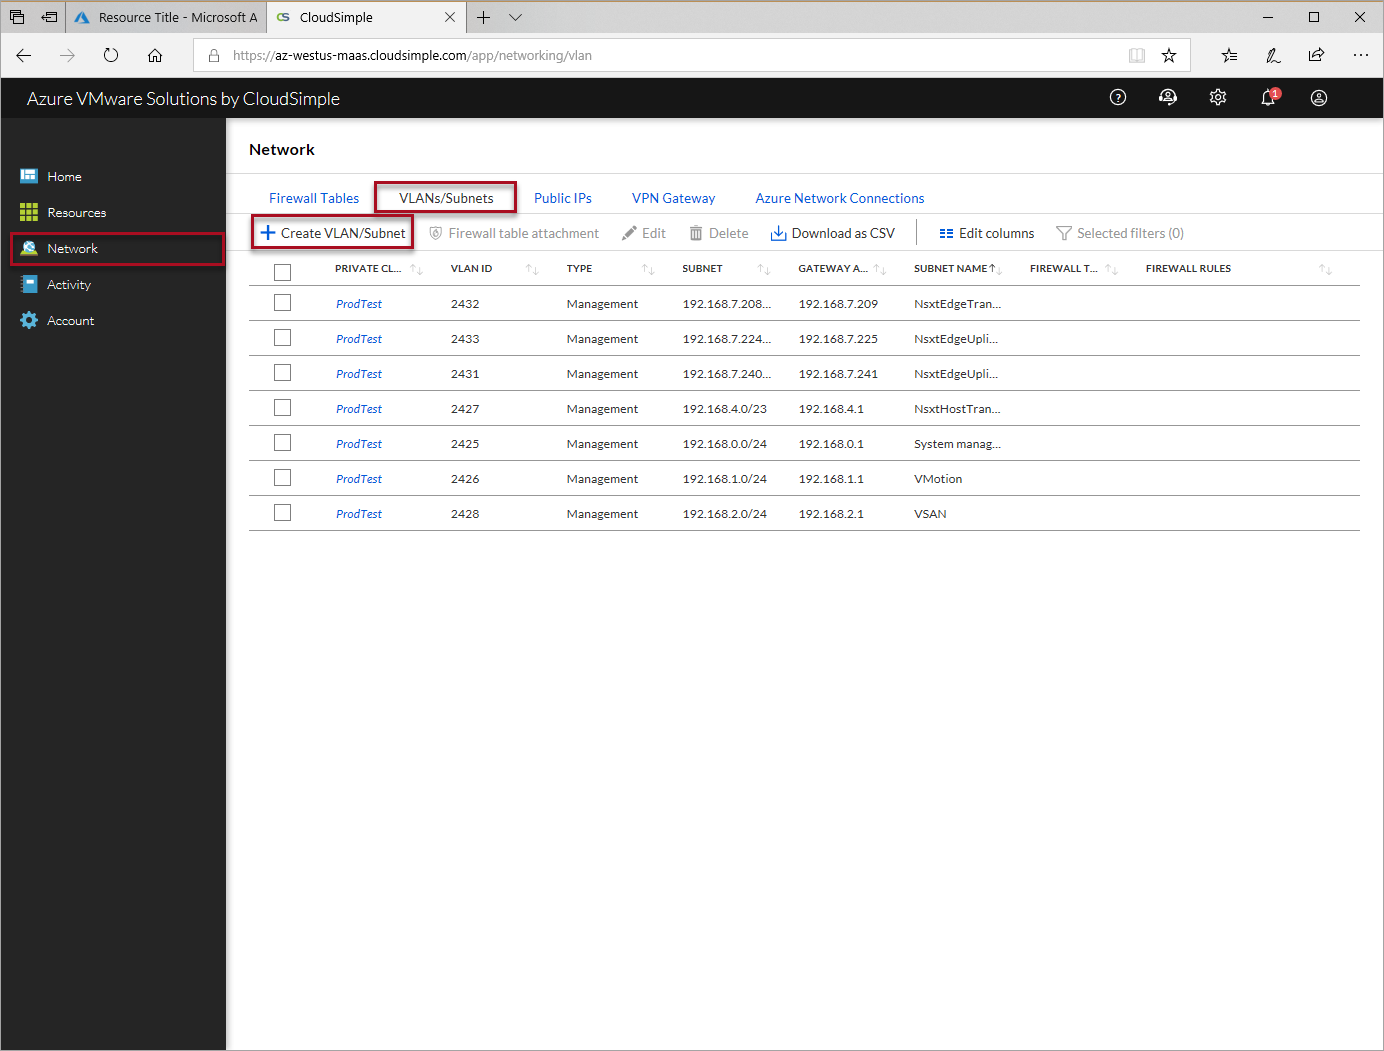 Resource Title - Microsoft A
CloudSimple
https://az-westus-maas.cloudsimple.com/app/networking/vlan
Azure VMware Solutions by CloudSimple
1
Home
Resources
Network
Activity
Account
Network
Firewall Tables VLANs/Subnets Public IPs VPN Gateway Azure Network Connections
Create VLAN/Subnet Firewall table attachment Edit Delete Download as CSV Edit columns Selected filters (0)
PRIVATE CL... VLAN ID TYPE SUBNET GATEWAY A... SUBNET NAME FIREWALL T... FIREWALL RULES
ProdTest 2432 Management 192.168.7.208... 192.168.7.209 NsxtEdgeTran...
ProdTest 2433 Management 192.168.7.224... 192.168.7.225 NsxtEdgeUpli...
ProdTest 2431 Management 192.168.7.240... 192.168.7.241 NsxtEdgeUpli...
ProdTest 2427 Management 192.168.4.0/23 192.168.4.1 NsxtHostTran...
ProdTest 2425 Management 192.168.0.0/24 192.168.0.1 System manag...
ProdTest 2426 Management 192.168.1.0/24 192.168.1.1 VMotion
ProdTest 2428 Management 192.168.2.0/24 192.168.2.1 VSAN